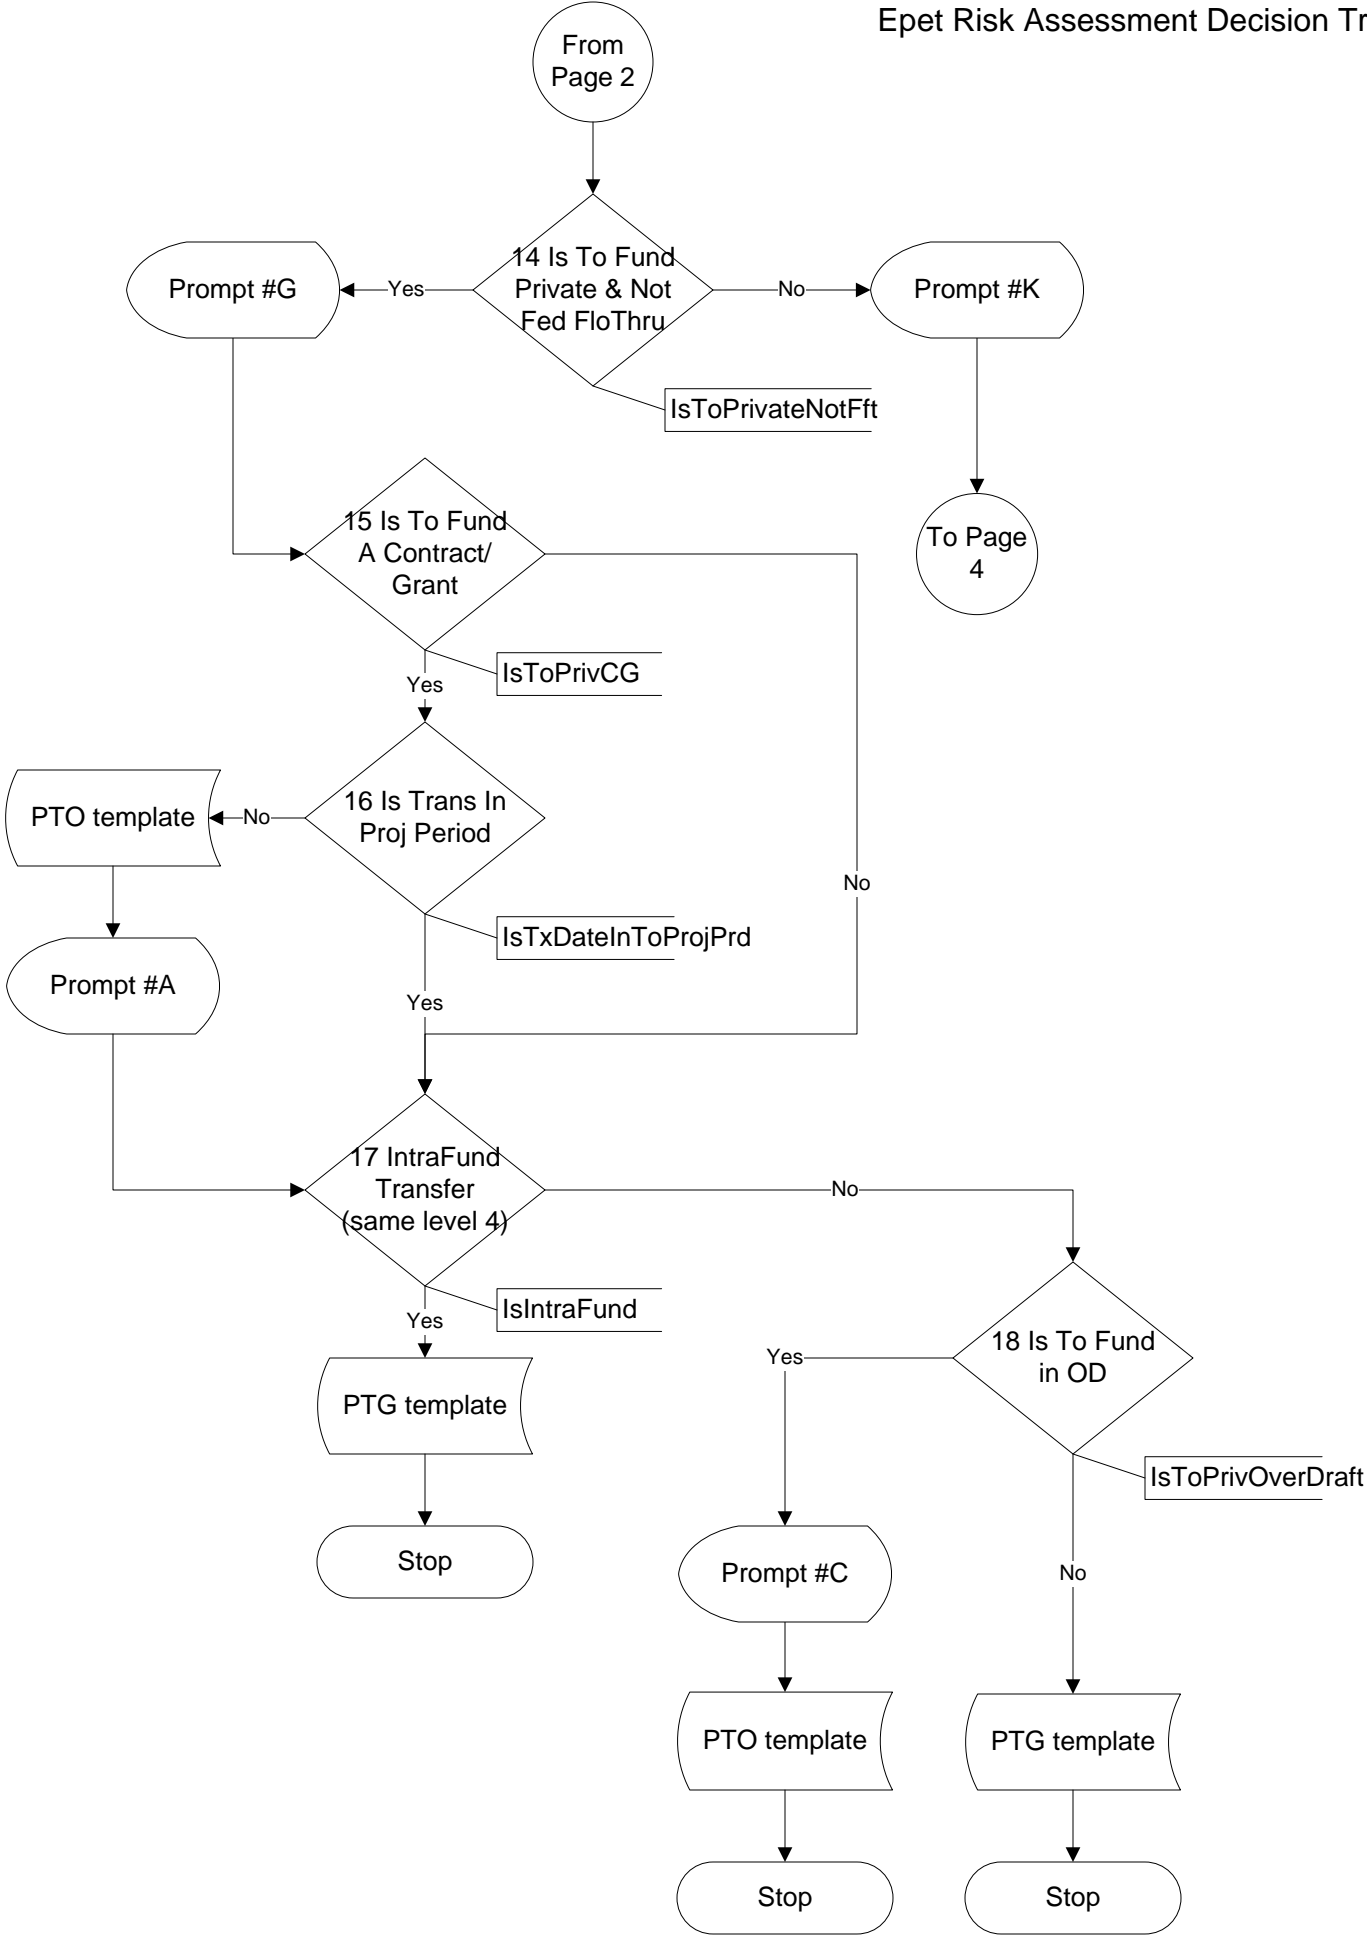 Epet Risk Assessment Decision Tr
From
Page 2
14 Is To Fund
Private & Not
Fed FloThru
Yes
No
Prompt #G
Prompt #K
IsToPrivateNotFft
15 Is To Fund
A Contract/
Grant
To Page
4
IsToPrivCG
Yes
No
16 Is Trans In
Proj Period
No
PTO template
IsTxDateInToProjPrd
Prompt #A
Yes
17 IntraFund
Transfer
(same level 4)
No
IsIntraFund
Yes
18 Is To Fund
in OD
Yes
PTG template
IsToPrivOverDraft
Stop
Prompt #C
No
PTO template
PTG template
Stop
Stop